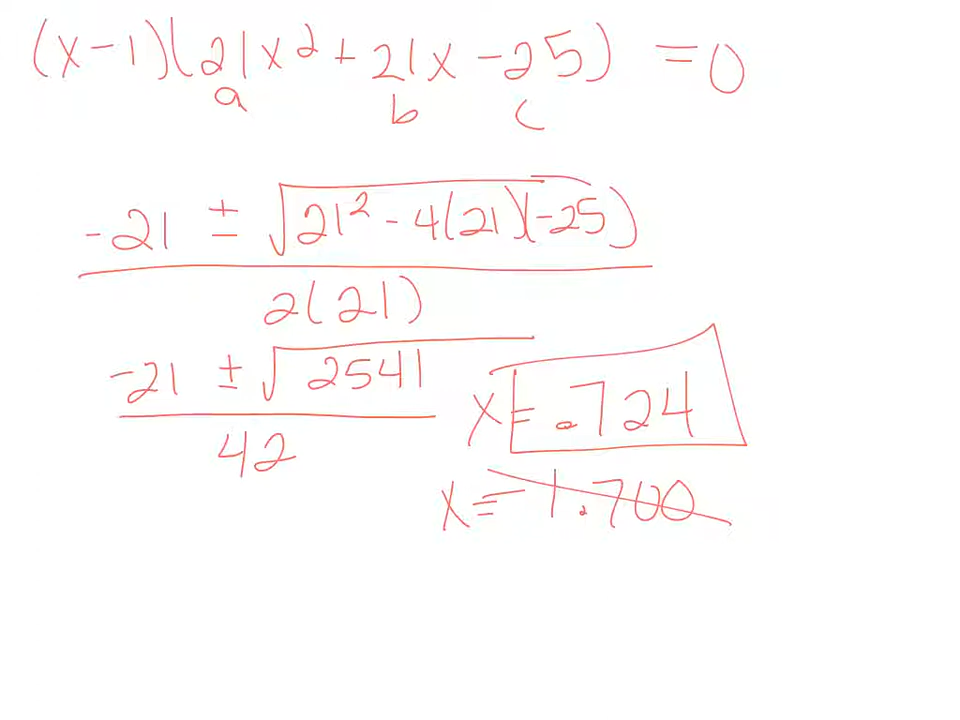 (x-1)(21x² + 21x - 25) = 0
a b c
-21 ± √21² - 4(21)(-25)
2(21)
-21 ± √2541
42
x = .724
x = -1.700